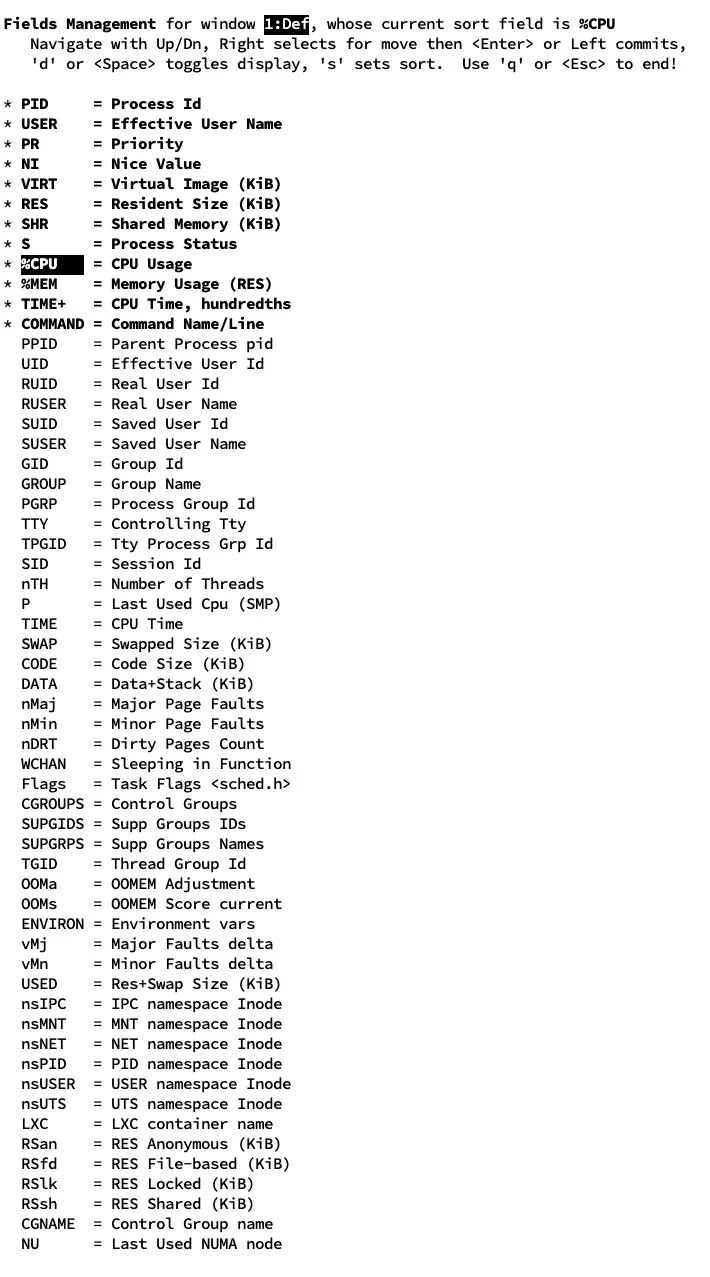 Fields Management for window 1:Def, whose current sort field is %CPU
   Navigate with Up/Dn, Right selects for move then <Enter> or Left commits,
   'd' or <Space> toggles display, 's' sets sort.  Use 'q' or <Esc> to end!

* PID     = Process Id
* USER    = Effective User Name
* PR      = Priority
* NI      = Nice Value
* VIRT    = Virtual Image (KiB)
* RES     = Resident Size (KiB)
* SHR     = Shared Memory (KiB)
* S       = Process Status
* %CPU    = CPU Usage
* %MEM    = Memory Usage (RES)
* TIME+   = CPU Time, hundredths
* COMMAND = Command Name/Line
  PPID    = Parent Process pid
  UID     = Effective User Id
  RUID    = Real User Id
  RUSER   = Real User Name
  SUID    = Saved User Id
  SUSER   = Saved User Name
  GID     = Group Id
  GROUP   = Group Name
  PGRP    = Process Group Id
  TTY     = Controlling Tty
  TPGID   = Tty Process Grp Id
  SID     = Session Id
  nTH     = Number of Threads
  P       = Last Used Cpu (SMP)
  TIME    = CPU Time
  SWAP    = Swapped Size (KiB)
  CODE    = Code Size (KiB)
  DATA    = Data+Stack (KiB)
  nMaj    = Major Page Faults
  nMin    = Minor Page Faults
  nDRT    = Dirty Pages Count
  WCHAN   = Sleeping in Function
  Flags   = Task Flags <sched.h>
  CGROUPS = Control Groups
  SUPGIDS = Supp Groups IDs
  SUPGRPS = Supp Groups Names
  TGID    = Thread Group Id
  OOMa    = OOMEM Adjustment
  OOMs    = OOMEM Score current
  ENVIRON = Environment vars
  vMj     = Major Faults delta
  vMn     = Minor Faults delta
  USED    = Res+Swap Size (KiB)
  nsIPC   = IPC namespace Inode
  nsMNT   = MNT namespace Inode
  nsNET   = NET namespace Inode
  nsPID   = PID namespace Inode
  nsUSER  = USER namespace Inode
  nsUTS   = UTS namespace Inode
  LXC     = LXC container name
  RSan    = RES Anonymous (KiB)
  RSfd    = RES File-based (KiB)
  RSlk    = RES Locked (KiB)
  RSsh    = RES Shared (KiB)
  CGNAME  = Control Group name
  NU      = Last Used NUMA node